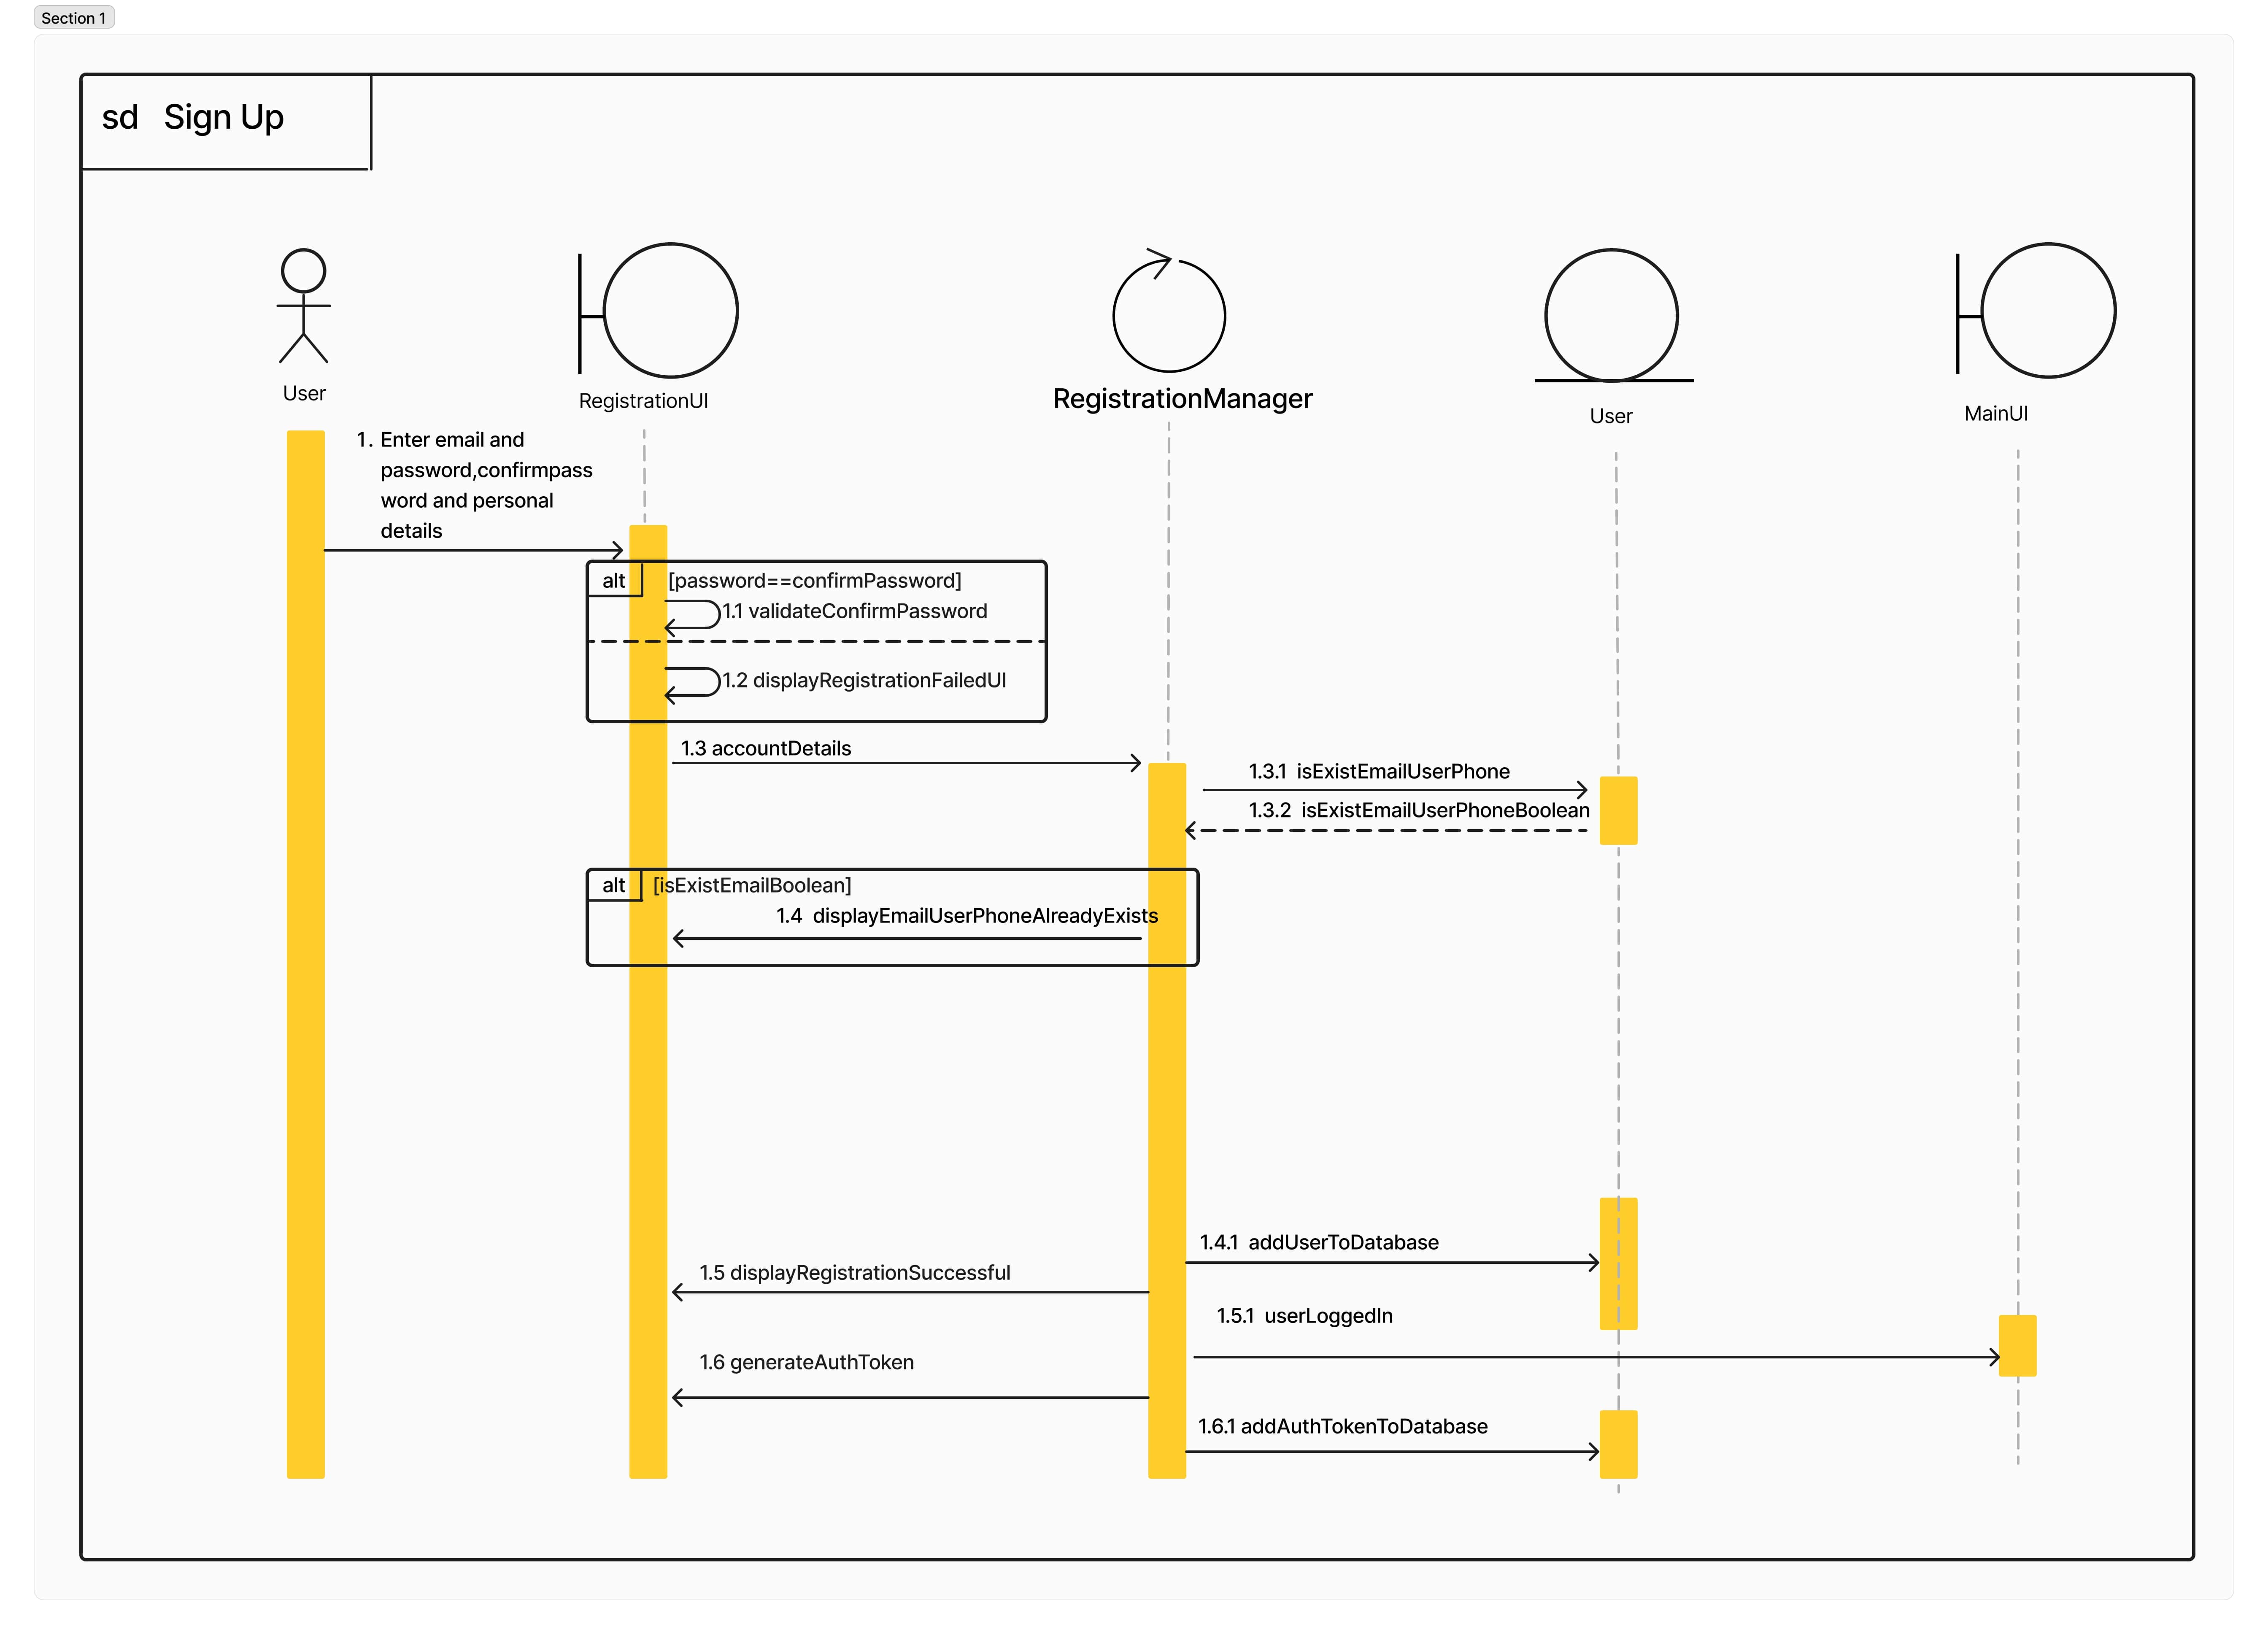 Section 1
sd Sign Up
User
RegistrationUI
RegistrationManager
User
MainUI
1. Enter email and
password,confirmpass
word and personal
details
alt [password==confirmPassword]
1.1 validateConfirmPassword
1.2 displayRegistrationFailedUI
1.3 accountDetails
1.3.1 isExistEmailUserPhone
1.3.2 isExistEmailUserPhoneBoolean
alt [isExistEmailBoolean]
1.4 displayEmailUserPhoneAlreadyExists
1.4.1 addUserToDatabase
1.5 displayRegistrationSuccessful
1.5.1 userLoggedIn
1.6 generateAuthToken
1.6.1 addAuthTokenToDatabase